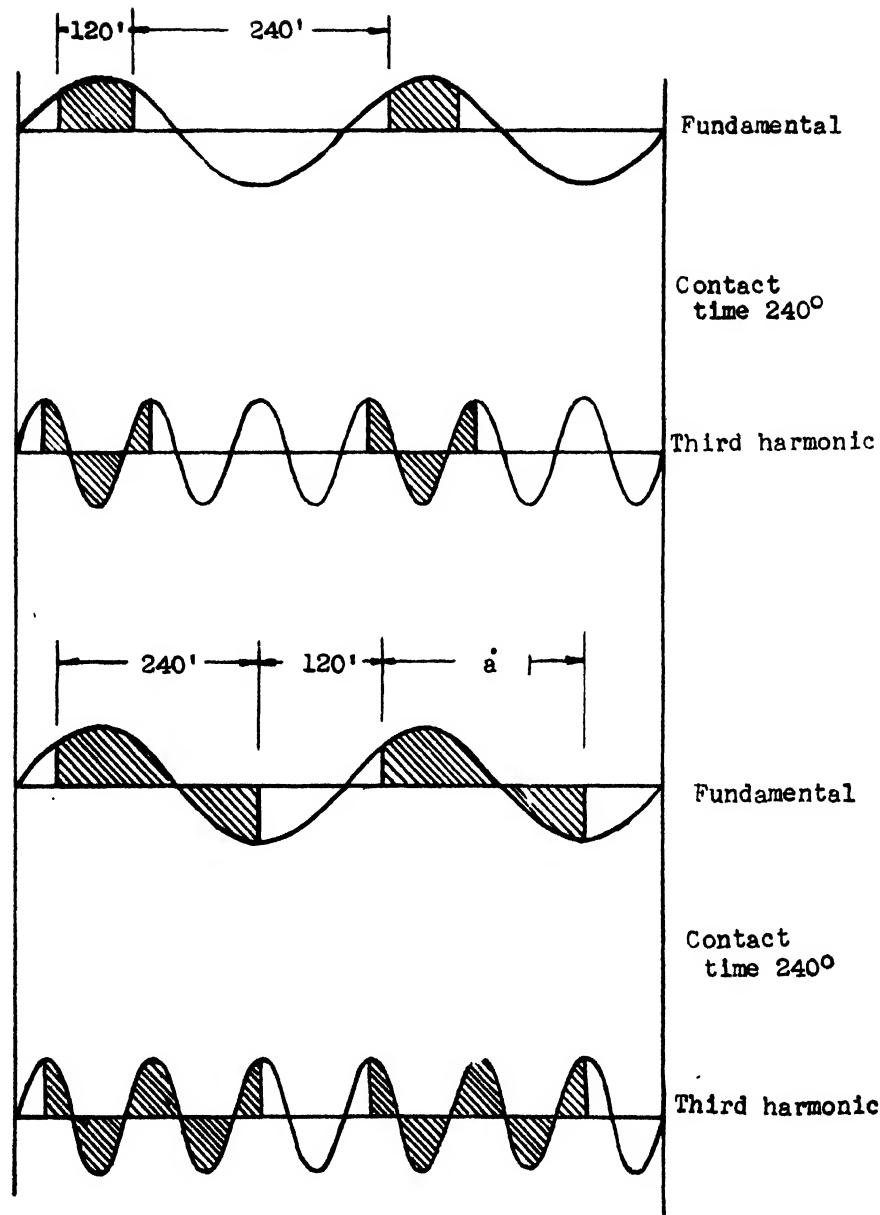 120' 240'
Fundamental
Contact
time 240°
Third harmonic
240' 120' å
Fundamental
Contact
time 240°
Third harmonic